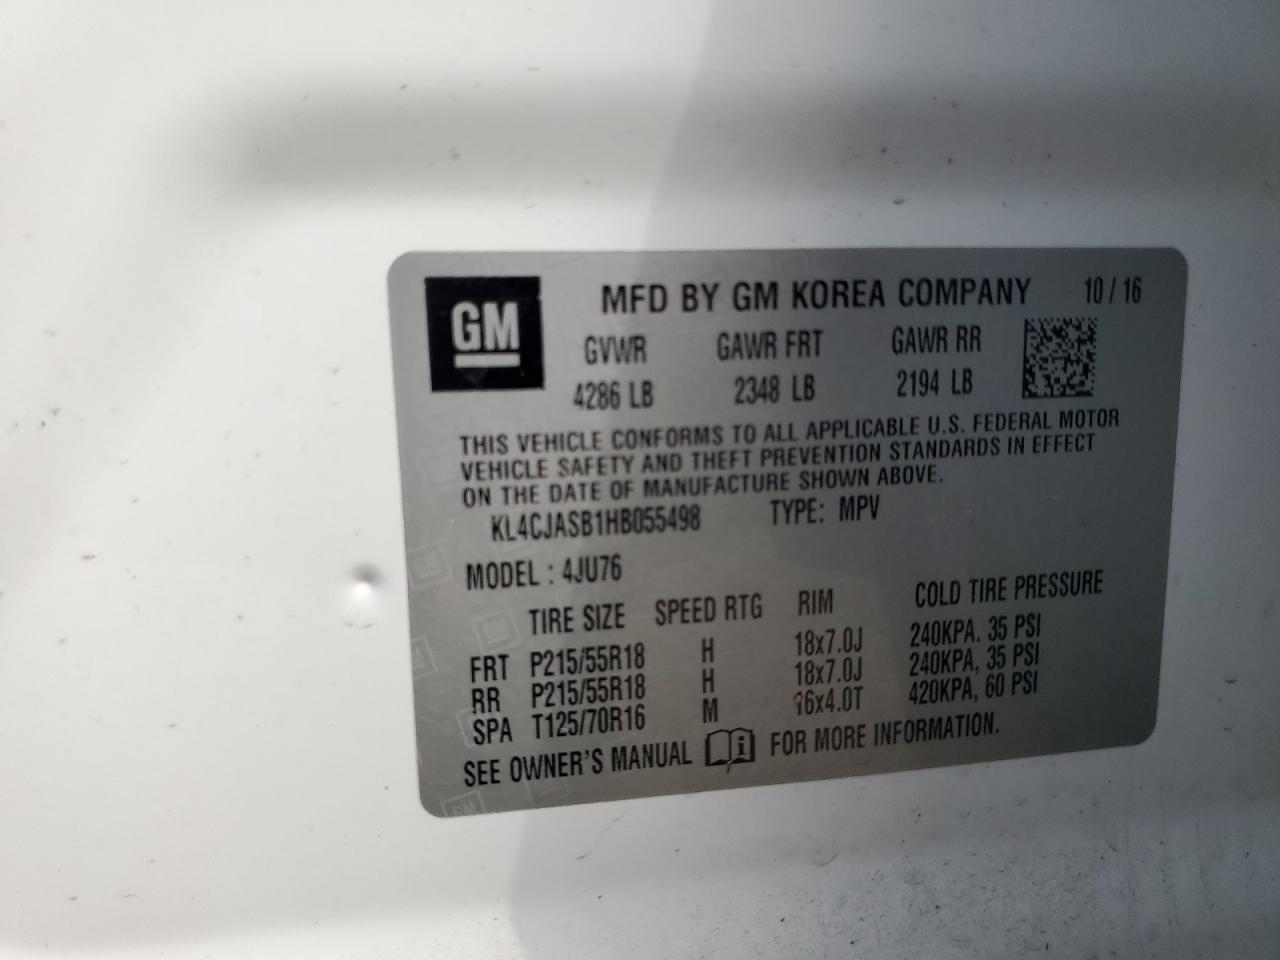 GM
MFD BY GM KOREA COMPANY 10 / 16
GVWR GAWR FRT GAWR RR
4286 LB 2348 LB 2194 LB
THIS VEHICLE CONFORMS TO ALL APPLICABLE U.S. FEDERAL MOTOR
VEHICLE SAFETY AND THEFT PREVENTION STANDARDS IN EFFECT
ON THE DATE OF MANUFACTURE SHOWN ABOVE.
KL4CJASB1HB055498 TYPE: MPV
MODEL : 4JU76
TIRE SIZE SPEED RTG RIM COLD TIRE PRESSURE
FRT P215/55R18 H 18x7.0J 240KPA. 35 PSI
RR P215/55R18 H 18x7.0J 240KPA, 35 PSI
SPA T125/70R16 M 16x4.0T 420KPA, 60 PSI
SEE OWNER'S MANUAL i FOR MORE INFORMATION.